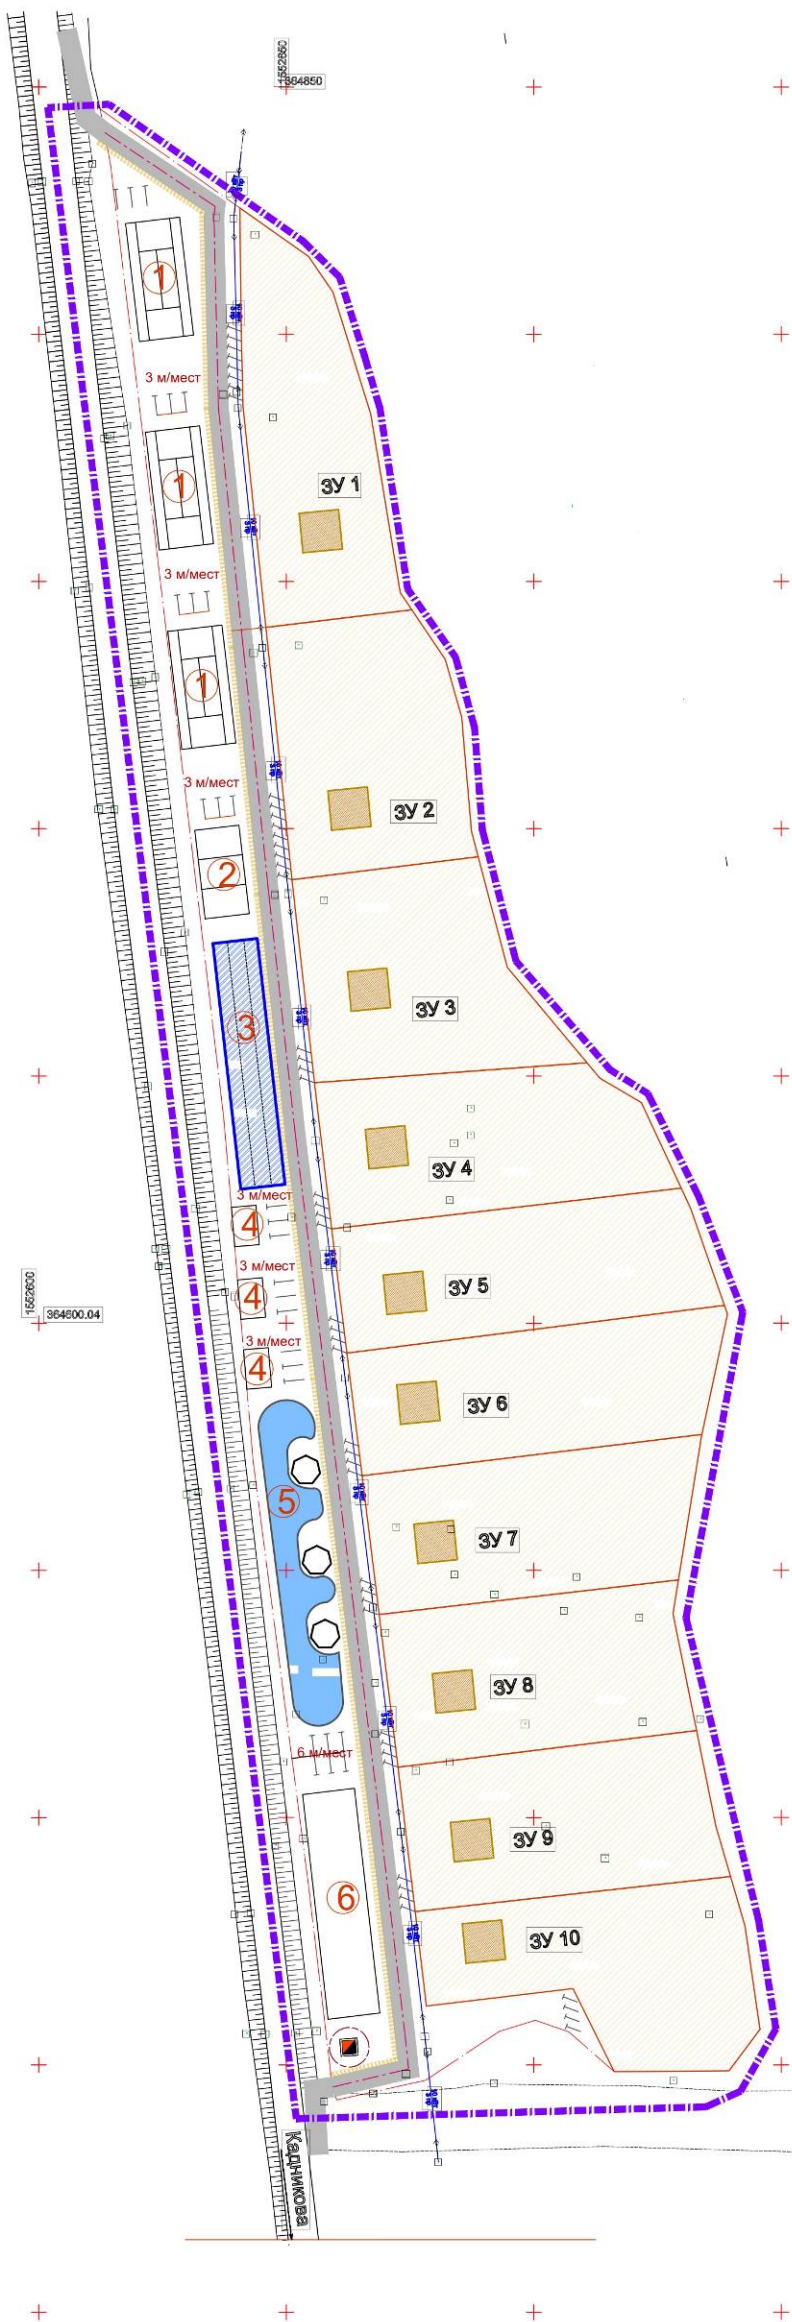 1552650
364850
1
3 м/мест
1
ЗУ 1
3 м/мест
1
3 м/мест
ЗУ 2
2
ЗУ 3
3
ЗУ 4
3 м/мест
4
3 м/мест
4
ЗУ 5
1552600
364600.04
3 м/мест
4
ЗУ 6
5
ЗУ 7
ЗУ 8
6 м/мест
ЗУ 9
6
ЗУ 10
Кадникова